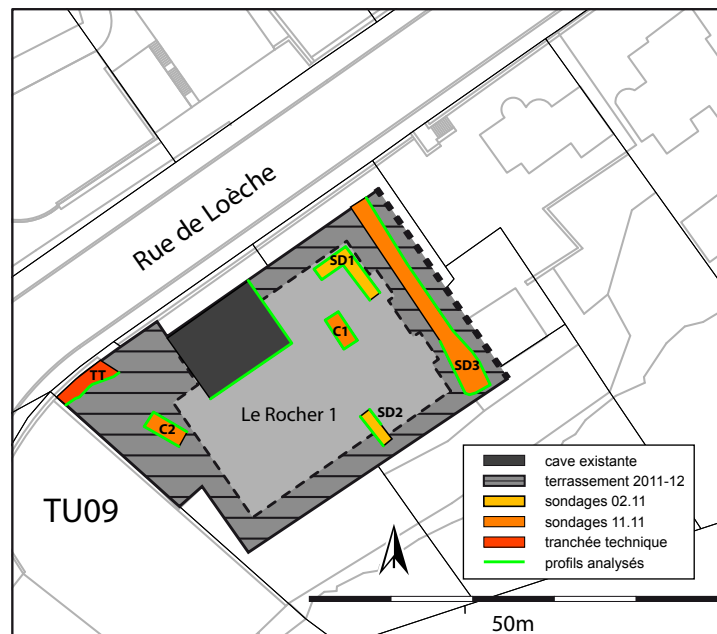 Rue de Loèche
SD1
C1
TT
SD3
Le Rocher 1
SD2
C2
TU09
cave existante
terrassement 2011-12
sondages 02.11
sondages 11.11
tranchée technique
profils analysés
50m